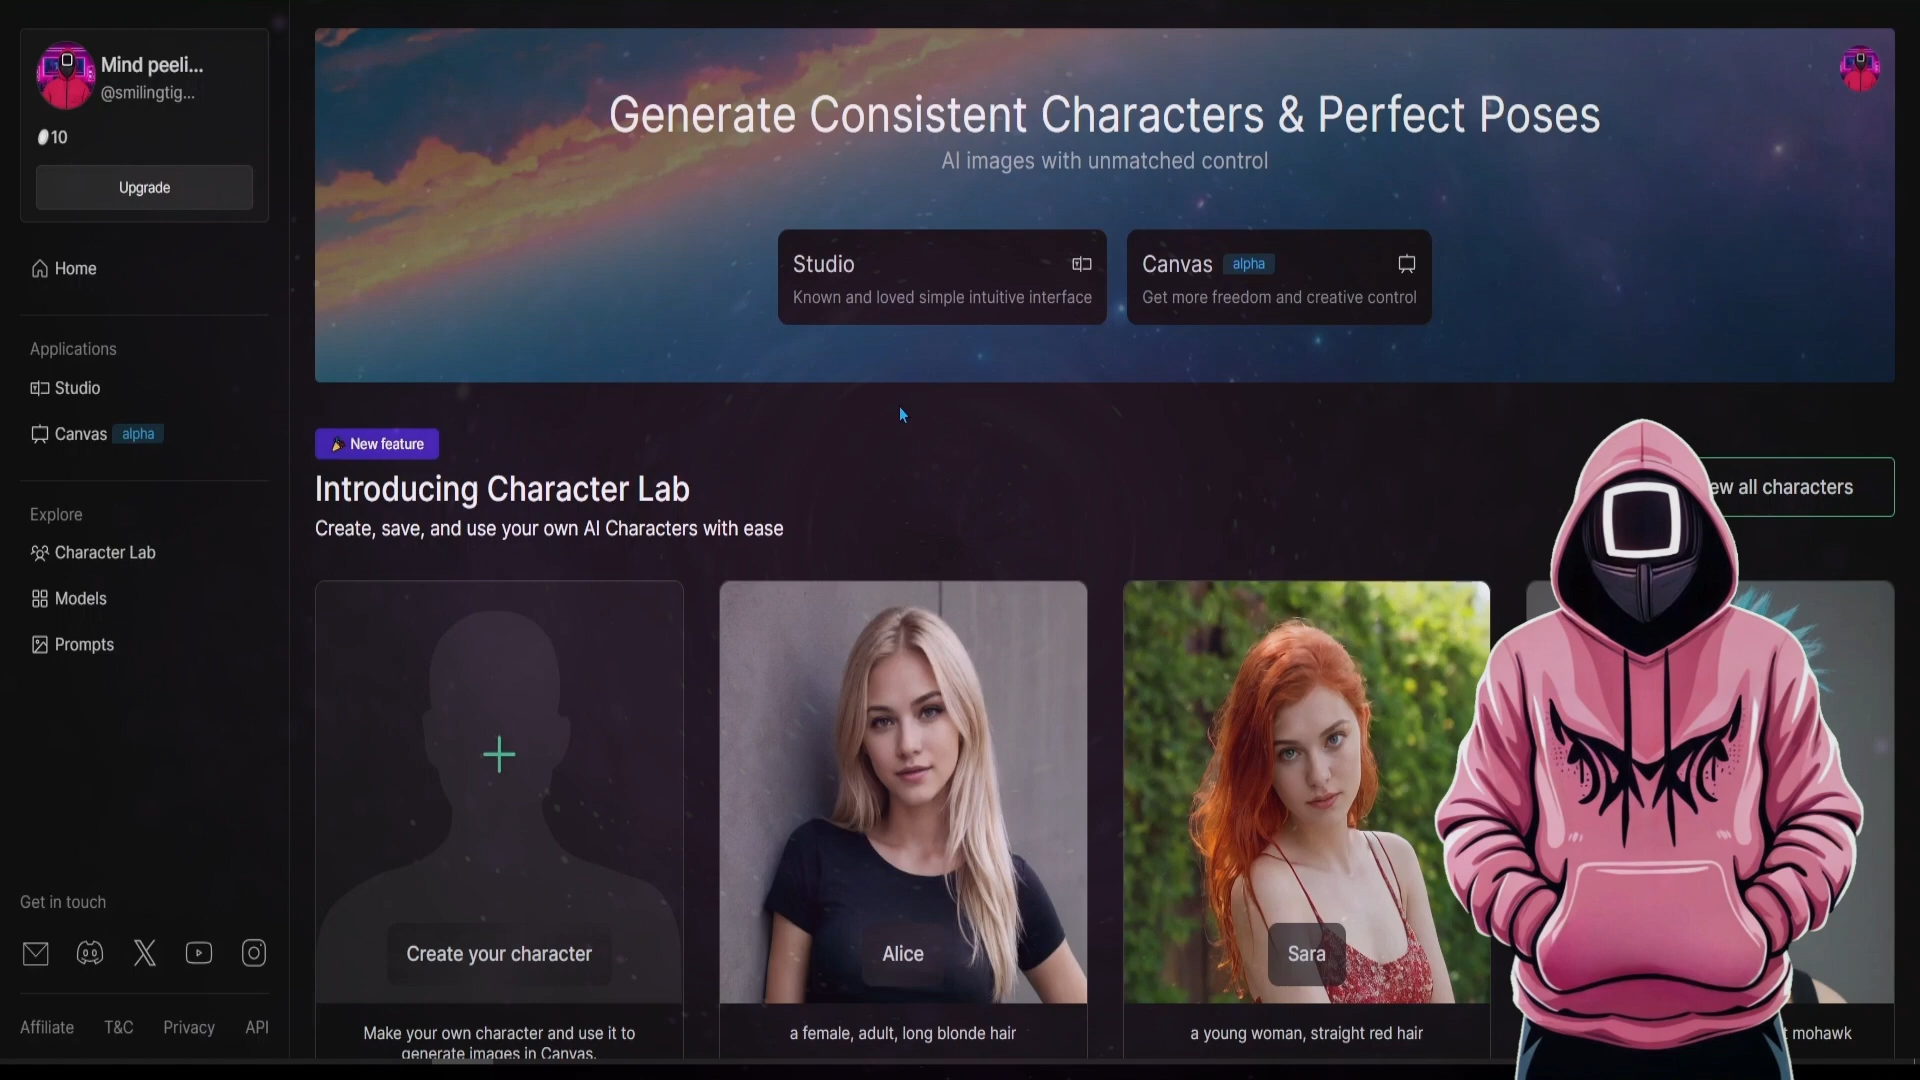 Mind peeli...
@smilingtig...
10
Upgrade
Home
Applications
Studio
Canvas alpha
Explore
Character Lab
Models
Prompts
Get in touch
Affiliate T&C Privacy API
Generate Consistent Characters & Perfect Poses
AI images with unmatched control
Studio
Known and loved simple intuitive interface
Canvas alpha
Get more freedom and creative control
New feature
Introducing Character Lab
Create, save, and use your own AI Characters with ease
all characters
Create your character
Make your own character and use it to
generate images in Canvas.
Alice
a female, adult, long blonde hair
Sara
a young woman, straight red hair
mohawk